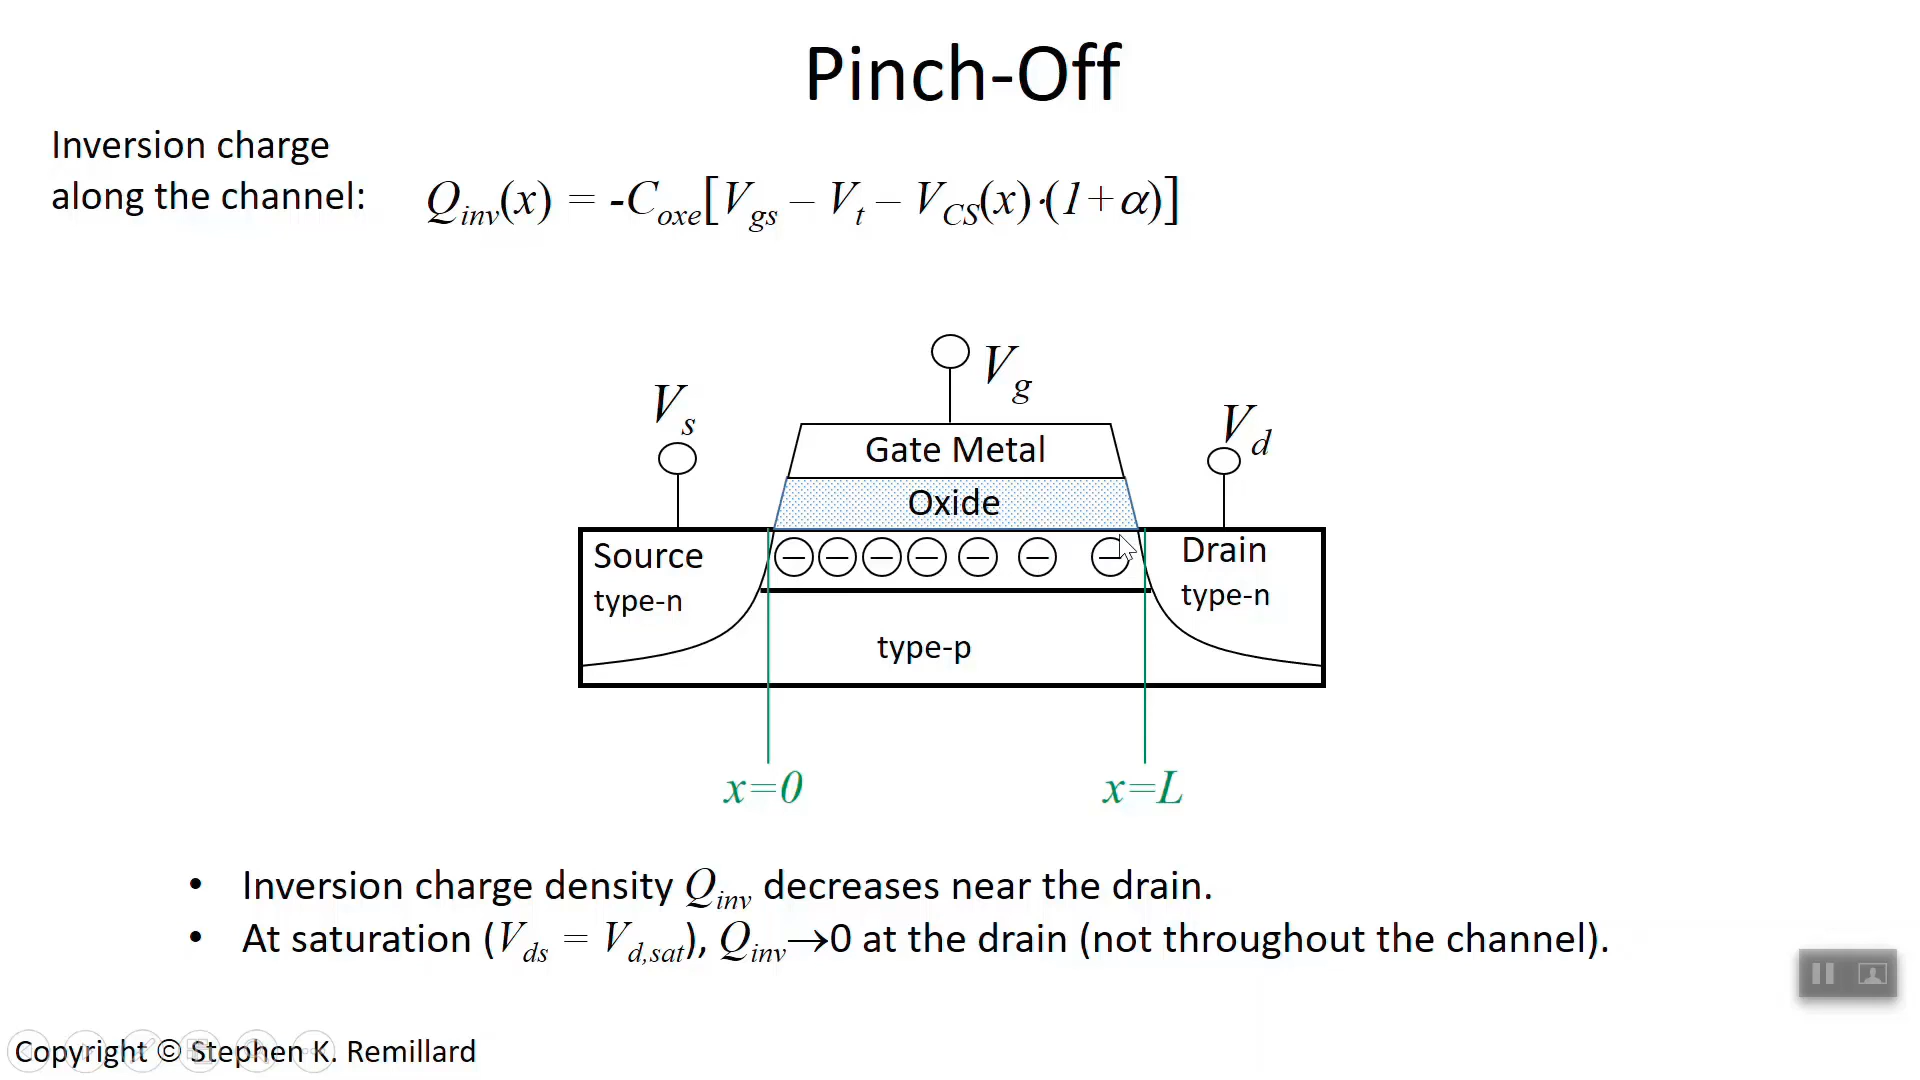 Pinch-Off
Inversion charge
along the channel:
Q_inv(x) = -C_oxe[V_gs – V_t – V_CS(x)·(1+α)]
V_g
V_s
V_d
Gate Metal
Oxide
Source
type-n
Drain
type-n
type-p
x=0
x=L
• Inversion charge density Q_inv decreases near the drain.
• At saturation (V_ds = V_d,sat), Q_inv→0 at the drain (not throughout the channel).
Copyright © Stephen K. Remillard